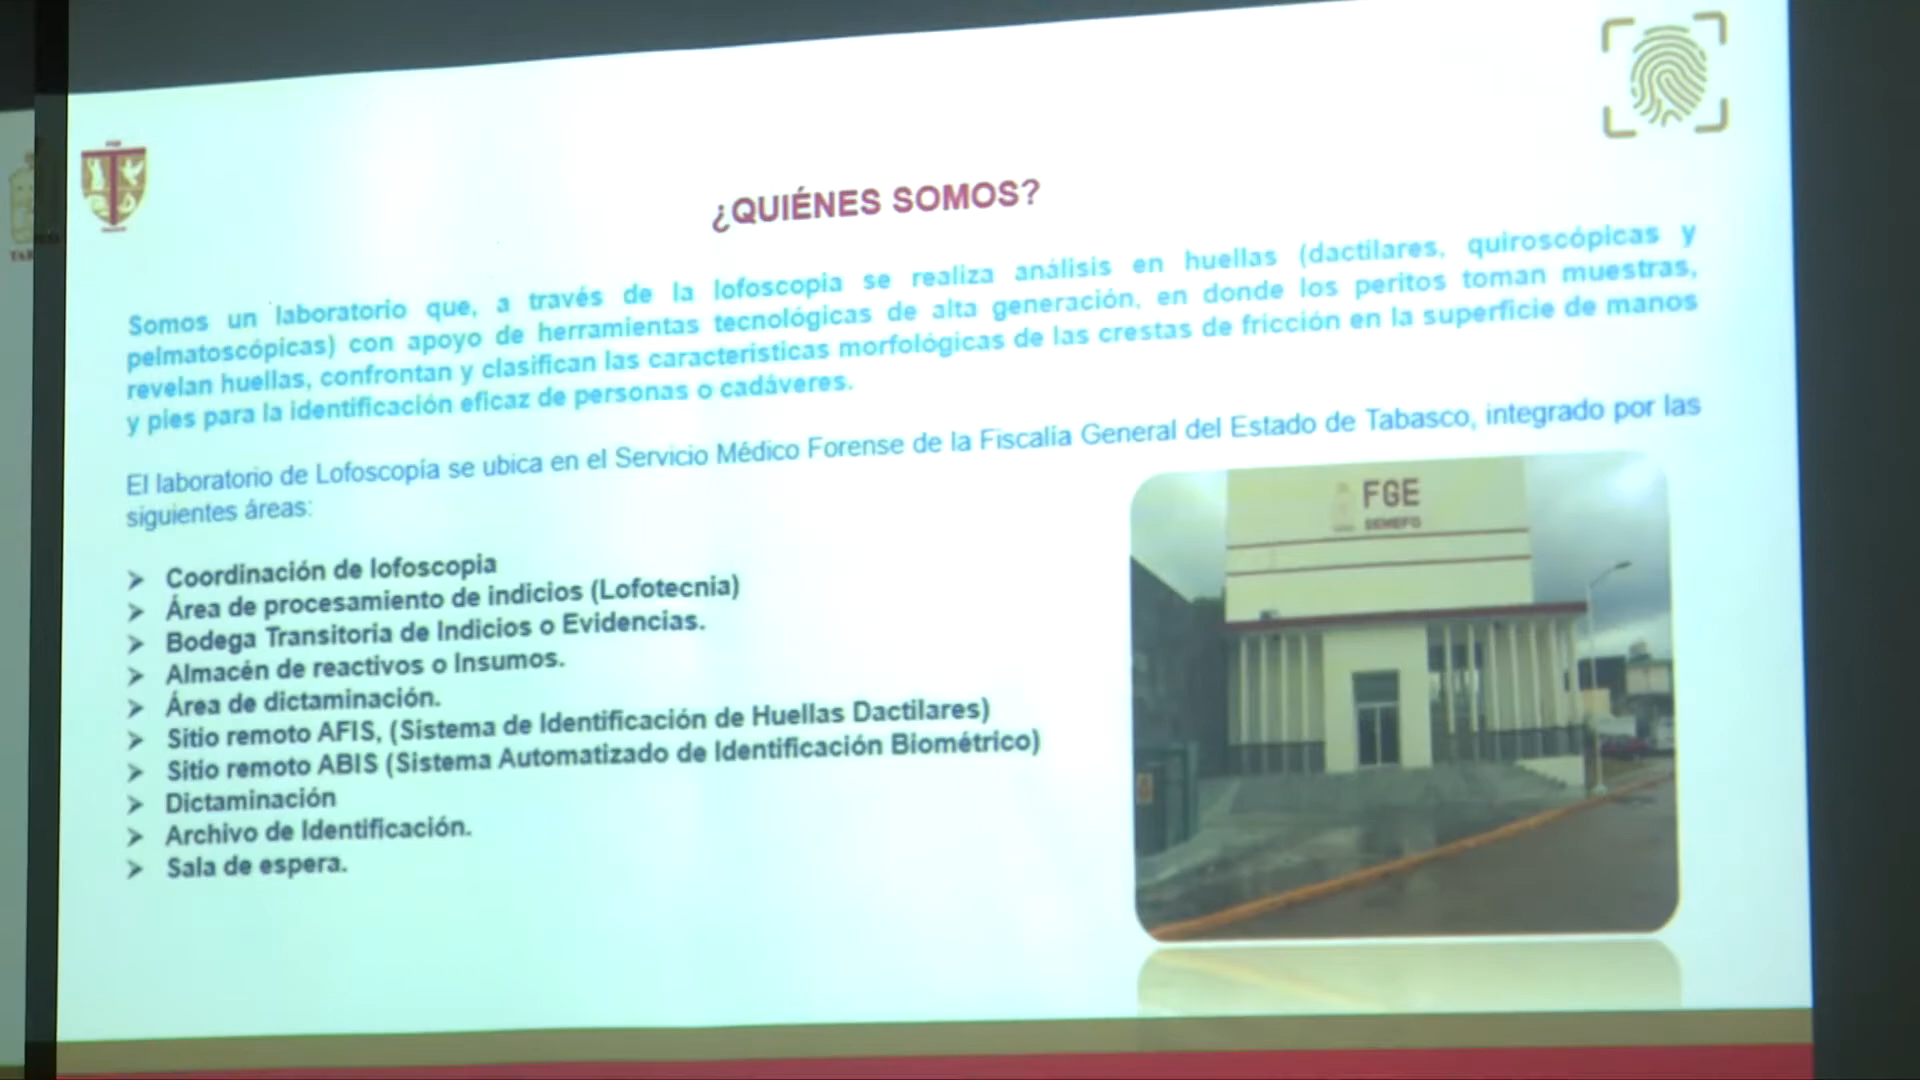 ¿QUIÉNES SOMOS?
Somos un laboratorio que, a través de la lofoscopia se realiza análisis en huellas (dactilares, quiroscópicas y
pelmatoscópicas) con apoyo de herramientas tecnológicas de alta generación, en donde los peritos toman muestras,
revelan huellas, confrontan y clasifican las características morfológicas de las crestas de fricción en la superficie de manos
y pies para la identificación eficaz de personas o cadáveres.
El laboratorio de Lofoscopía se ubica en el Servicio Médico Forense de la Fiscalía General del Estado de Tabasco, integrado por las
siguientes áreas:
FGE
SEMEFO
➢ Coordinación de lofoscopia
➢ Área de procesamiento de indicios (Lofotecnia)
➢ Bodega Transitoria de Indicios o Evidencias.
➢ Almacén de reactivos o Insumos.
➢ Área de dictaminación.
➢ Sitio remoto AFIS, (Sistema de Identificación de Huellas Dactilares)
➢ Sitio remoto ABIS (Sistema Automatizado de Identificación Biométrico)
➢ Dictaminación
➢ Archivo de Identificación.
➢ Sala de espera.